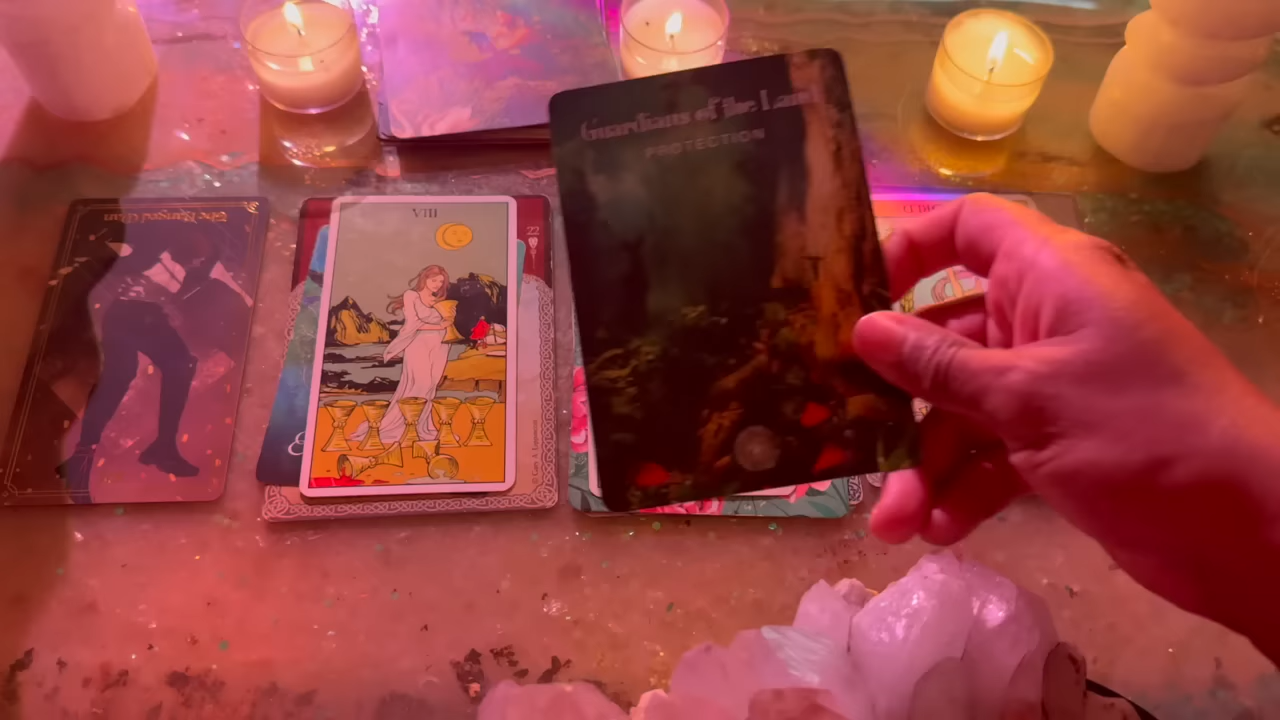 Guardians of the Land
PROTECTION
The Hanged Man
VIII
22